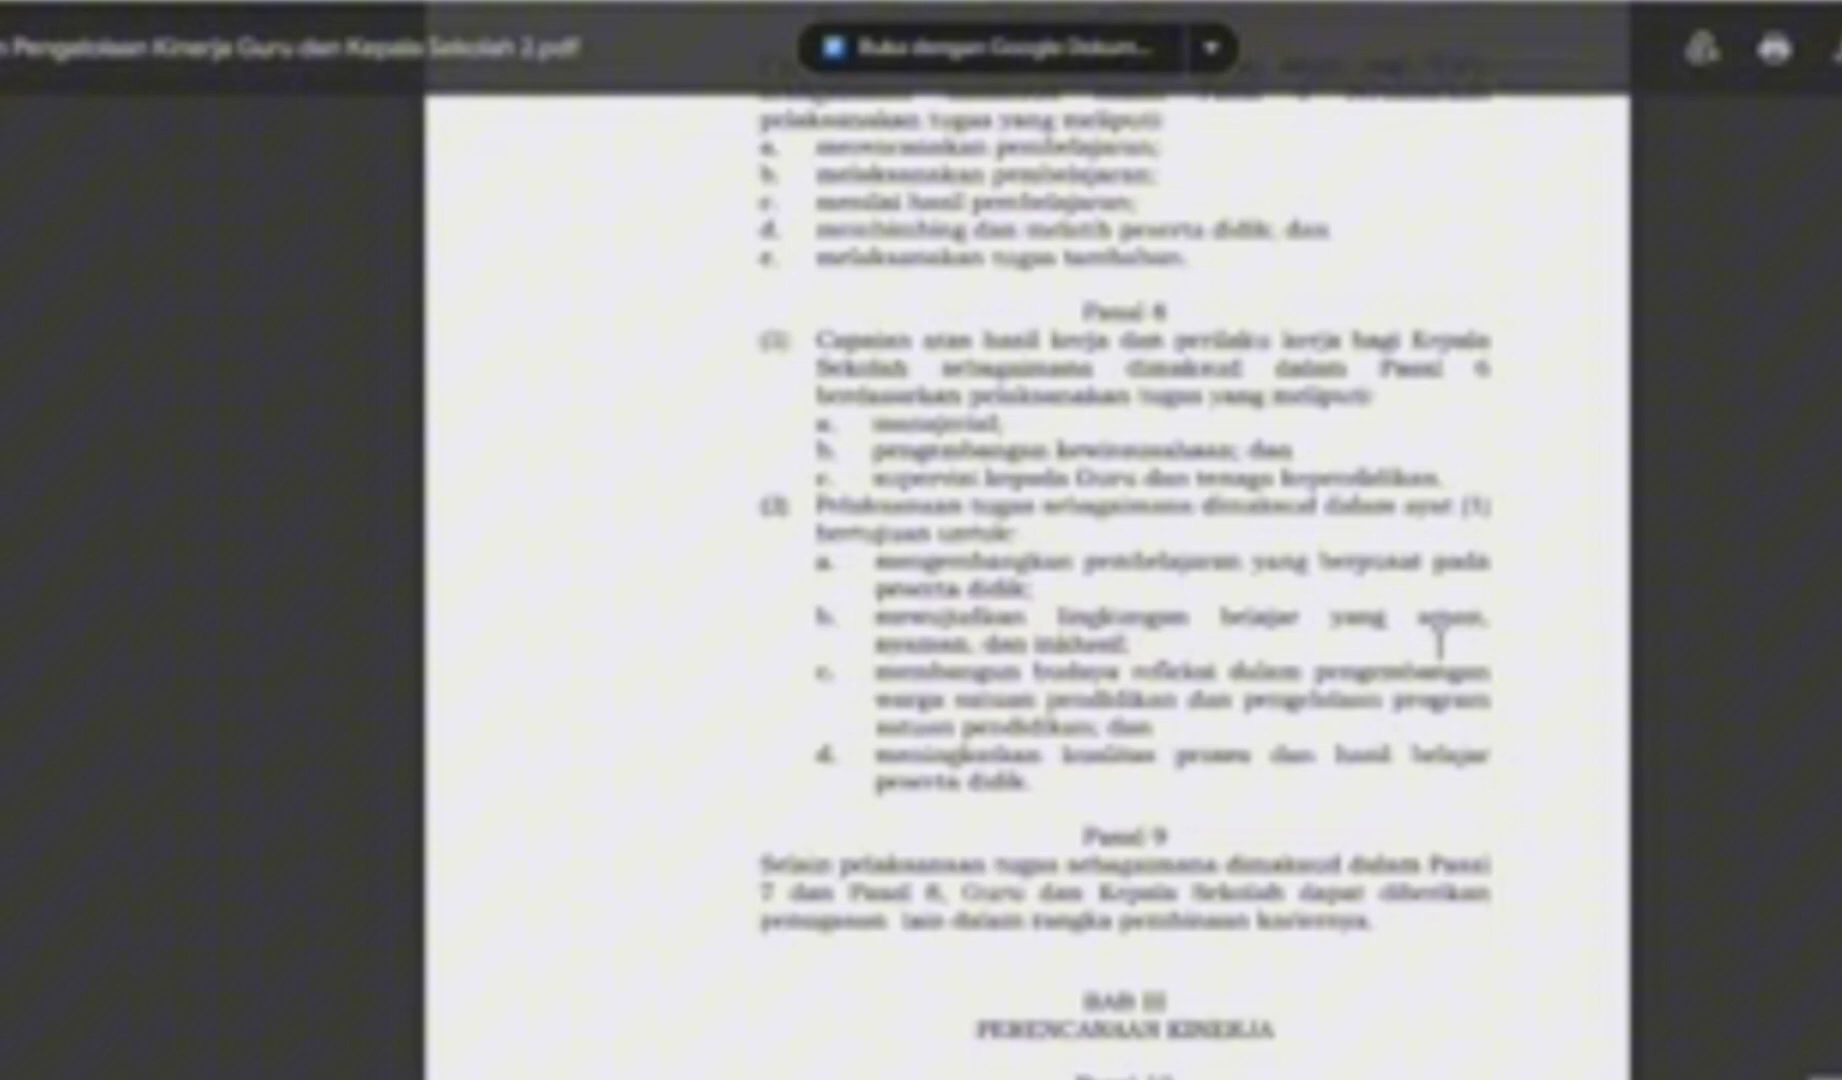 Pengelolaan Kinerja Guru dan Kepala Sekolah 2.pdf
Buka dengan Google Dokum...
pelaksanakan tugas yang meliputi:
a. merencanakan pembelajaran;
b. melaksanakan pembelajaran;
c. menilai hasil pembelajaran;
d. membimbing dan melatih peserta didik; dan
e. melaksanakan tugas tambahan.
Pasal 8
(1) Capaian atas hasil kerja dan perilaku kerja bagi Kepala
Sekolah sebagaimana dimaksud dalam Pasal 6
berdasarkan pelaksanakan tugas yang meliputi:
a. manajerial;
b. pengembangan kewirausahaan; dan
c. supervisi kepada Guru dan tenaga kependidikan.
(2) Pelaksanaan tugas sebagaimana dimaksud dalam ayat (1)
bertujuan untuk:
a. mengembangkan pembelajaran yang berpusat pada
peserta didik;
b. mewujudkan lingkungan belajar yang aman,
nyaman, dan inklusif;
c. membangun budaya refleksi dalam pengembangan
warga satuan pendidikan dan pengelolaan program
satuan pendidikan; dan
d. meningkatkan kualitas proses dan hasil belajar
peserta didik.
Pasal 9
Selain pelaksanaan tugas sebagaimana dimaksud dalam Pasal
7 dan Pasal 8, Guru dan Kepala Sekolah dapat diberikan
penugasan lain dalam rangka pembinaan kariernya.
BAB III
PERENCANAAN KINERJA